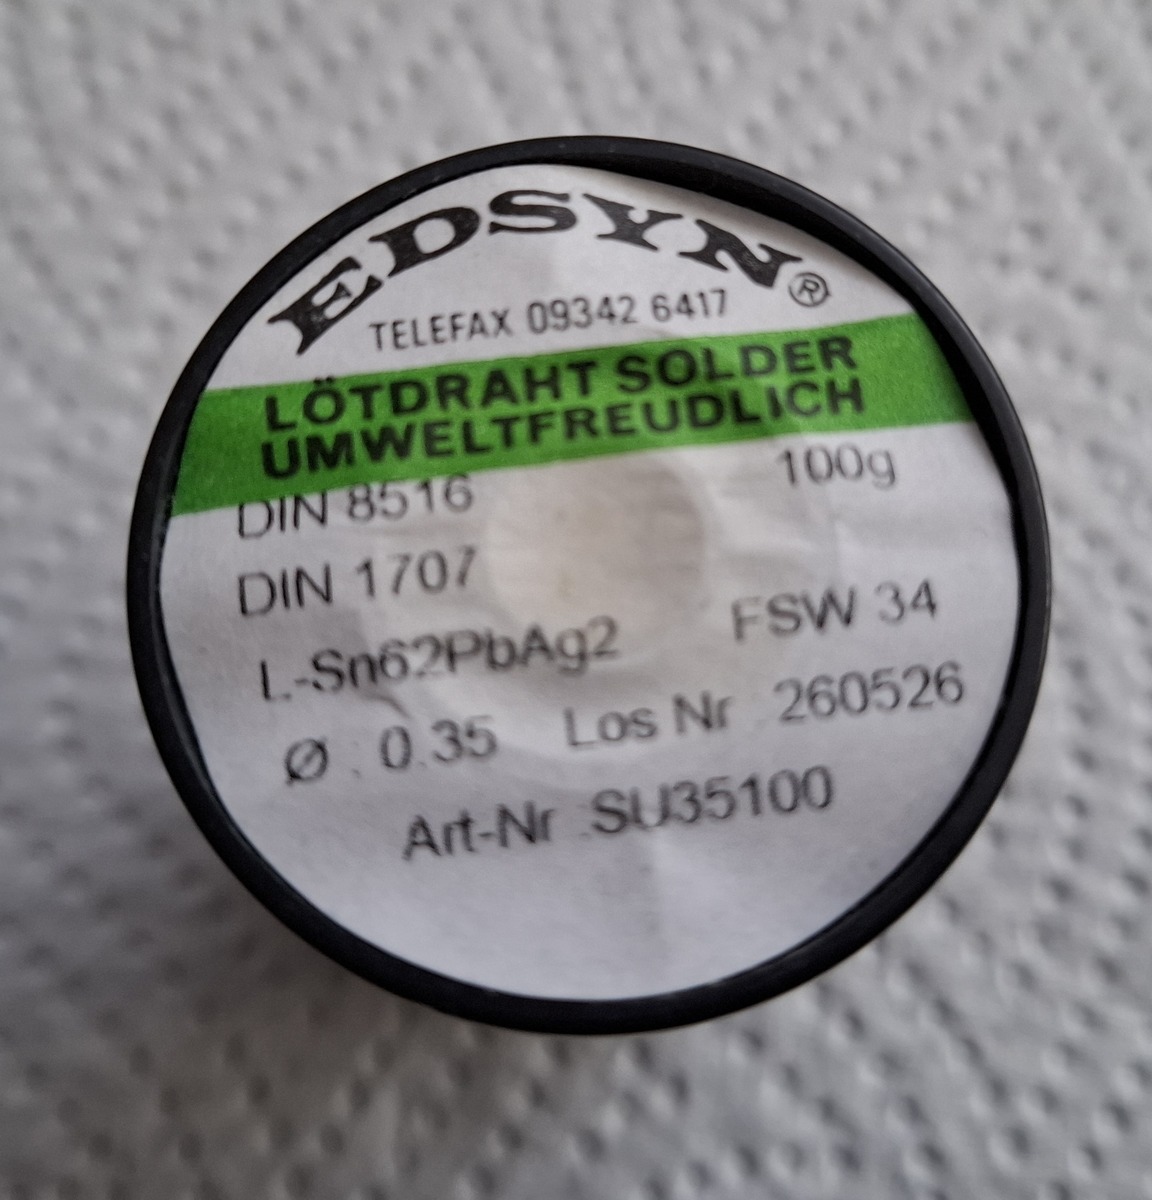 EDSYN®
TELEFAX 09342 6417
LÖTDRAHT SOLDER
UMWELTFREUDLICH
DIN 8516 100g
DIN 1707
L-Sn62PbAg2 FSW 34
Ø : 0.35 Los Nr : 260526
Art-Nr : SU35100